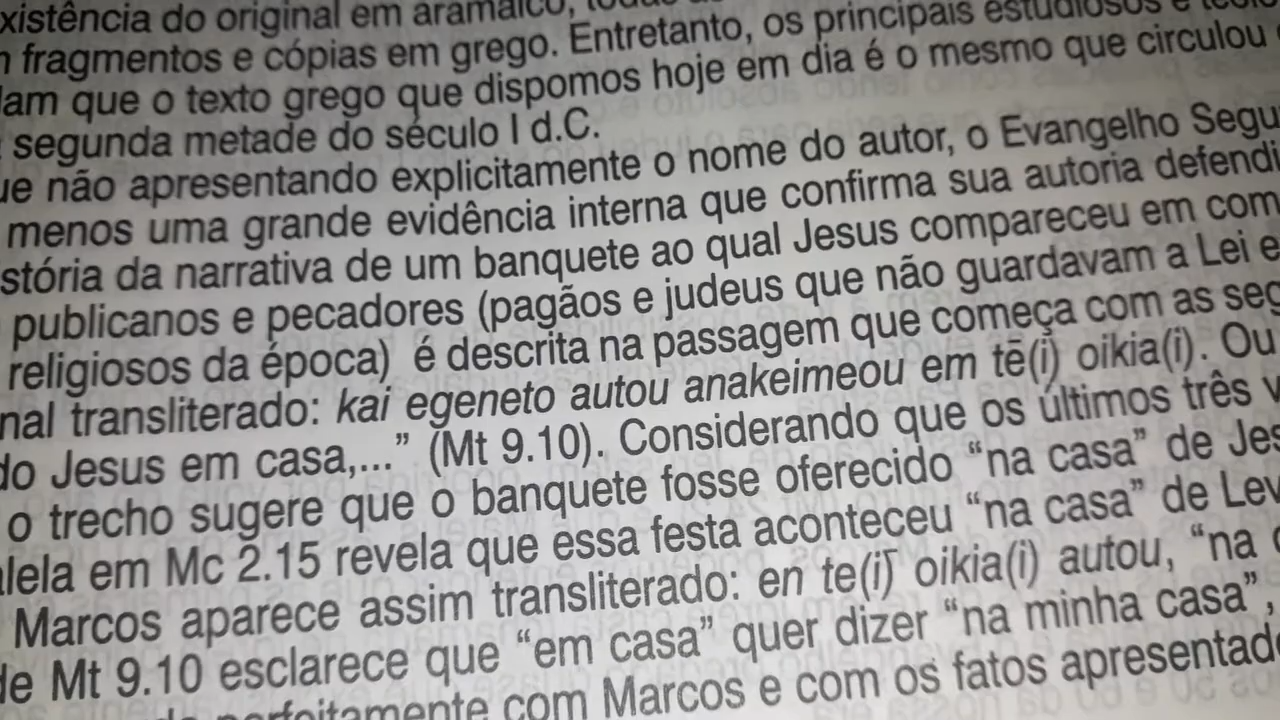 xistência do original em aramaico,
fragmentos e cópias em grego. Entretanto, os principais estudiosos e
lam que o texto grego que dispomos hoje em dia é o mesmo que circulou
segunda metade do século I d.C.
ue não apresentando explicitamente o nome do autor, o Evangelho Segu
menos uma grande evidência interna que confirma sua autoria defendi
stória da narrativa de um banquete ao qual Jesus compareceu em com
publicanos e pecadores (pagãos e judeus que não guardavam a Lei e
religiosos da época) é descrita na passagem que começa com as seg
nal transliterado: kai egeneto autou anakeimeou em tē(i) oikia(i). Ou
do Jesus em casa,...” (Mt 9.10). Considerando que os últimos três v
o trecho sugere que o banquete fosse oferecido “na casa” de Jes
lela em Mc 2.15 revela que essa festa aconteceu “na casa” de Lev
Marcos aparece assim transliterado: en te(i) oikia(i) autou, “na c
de Mt 9.10 esclarece que “em casa” quer dizer “na minha casa”,
perfeitamente com Marcos e com os fatos apresentad